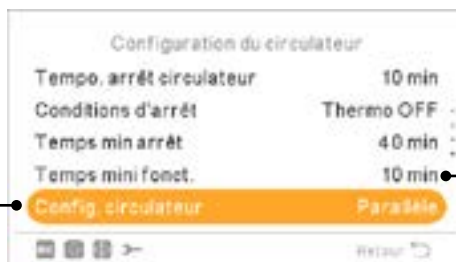 Configuration du circulateur
Tempo. arrêt circulateur 10 min
Conditions d'arrêt Thermo OFF
Temps min arrêt 40 min
Temps mini fonct. 10 min
Config. circulateur Parallèle
Retour